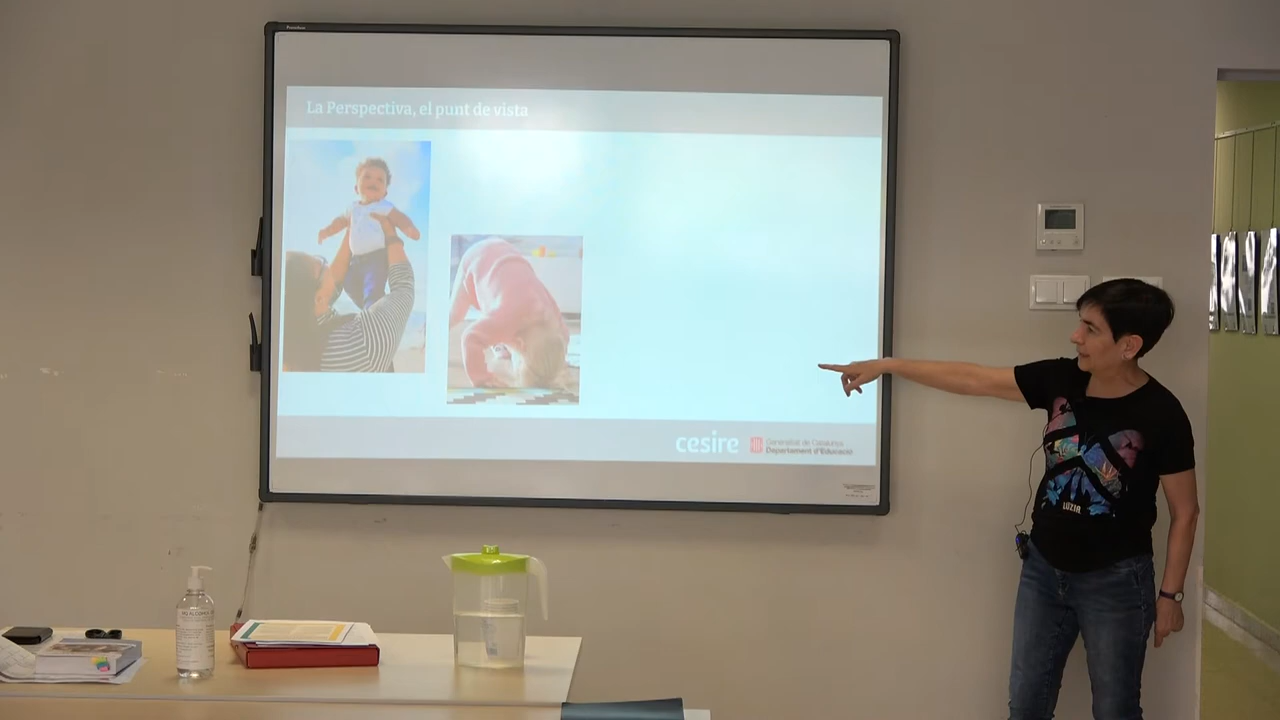 La Perspectiva, el punt de vista
cesire
Generalitat de Catalunya
Departament d'Educació
LUZIA